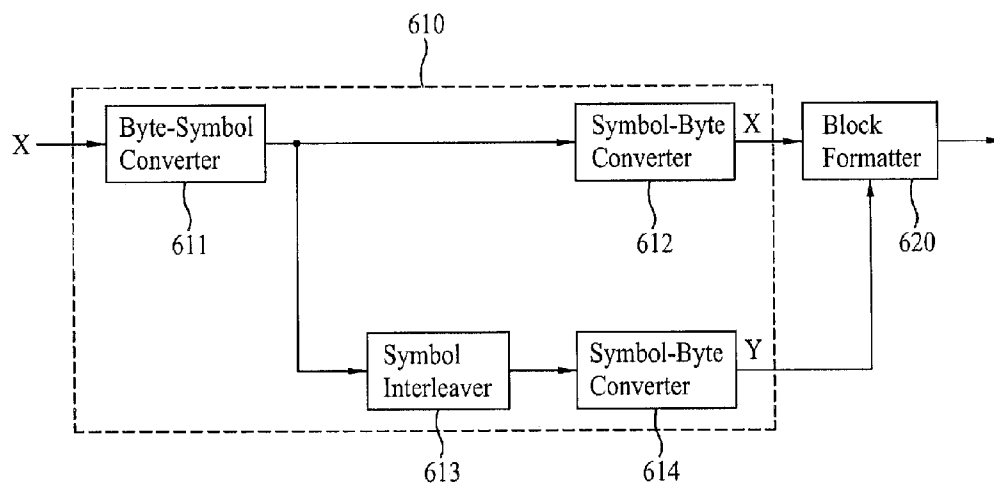 610
X
Byte-Symbol
Converter
611
Symbol-Byte
Converter
612
X
Block
Formatter
620
Symbol
Interleaver
613
Symbol-Byte
Converter
614
Y